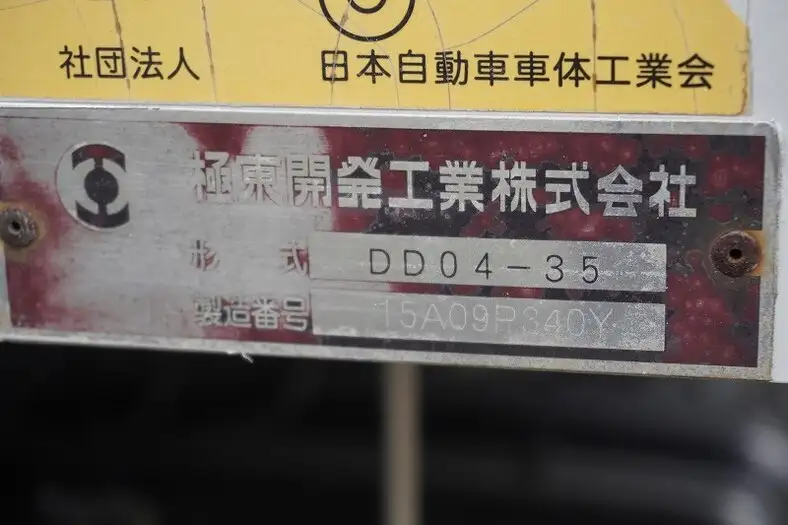 社団法人 日本自動車車体工業会
極東開発工業株式会社
形式 DD04-35
製造番号 15A09P340Y